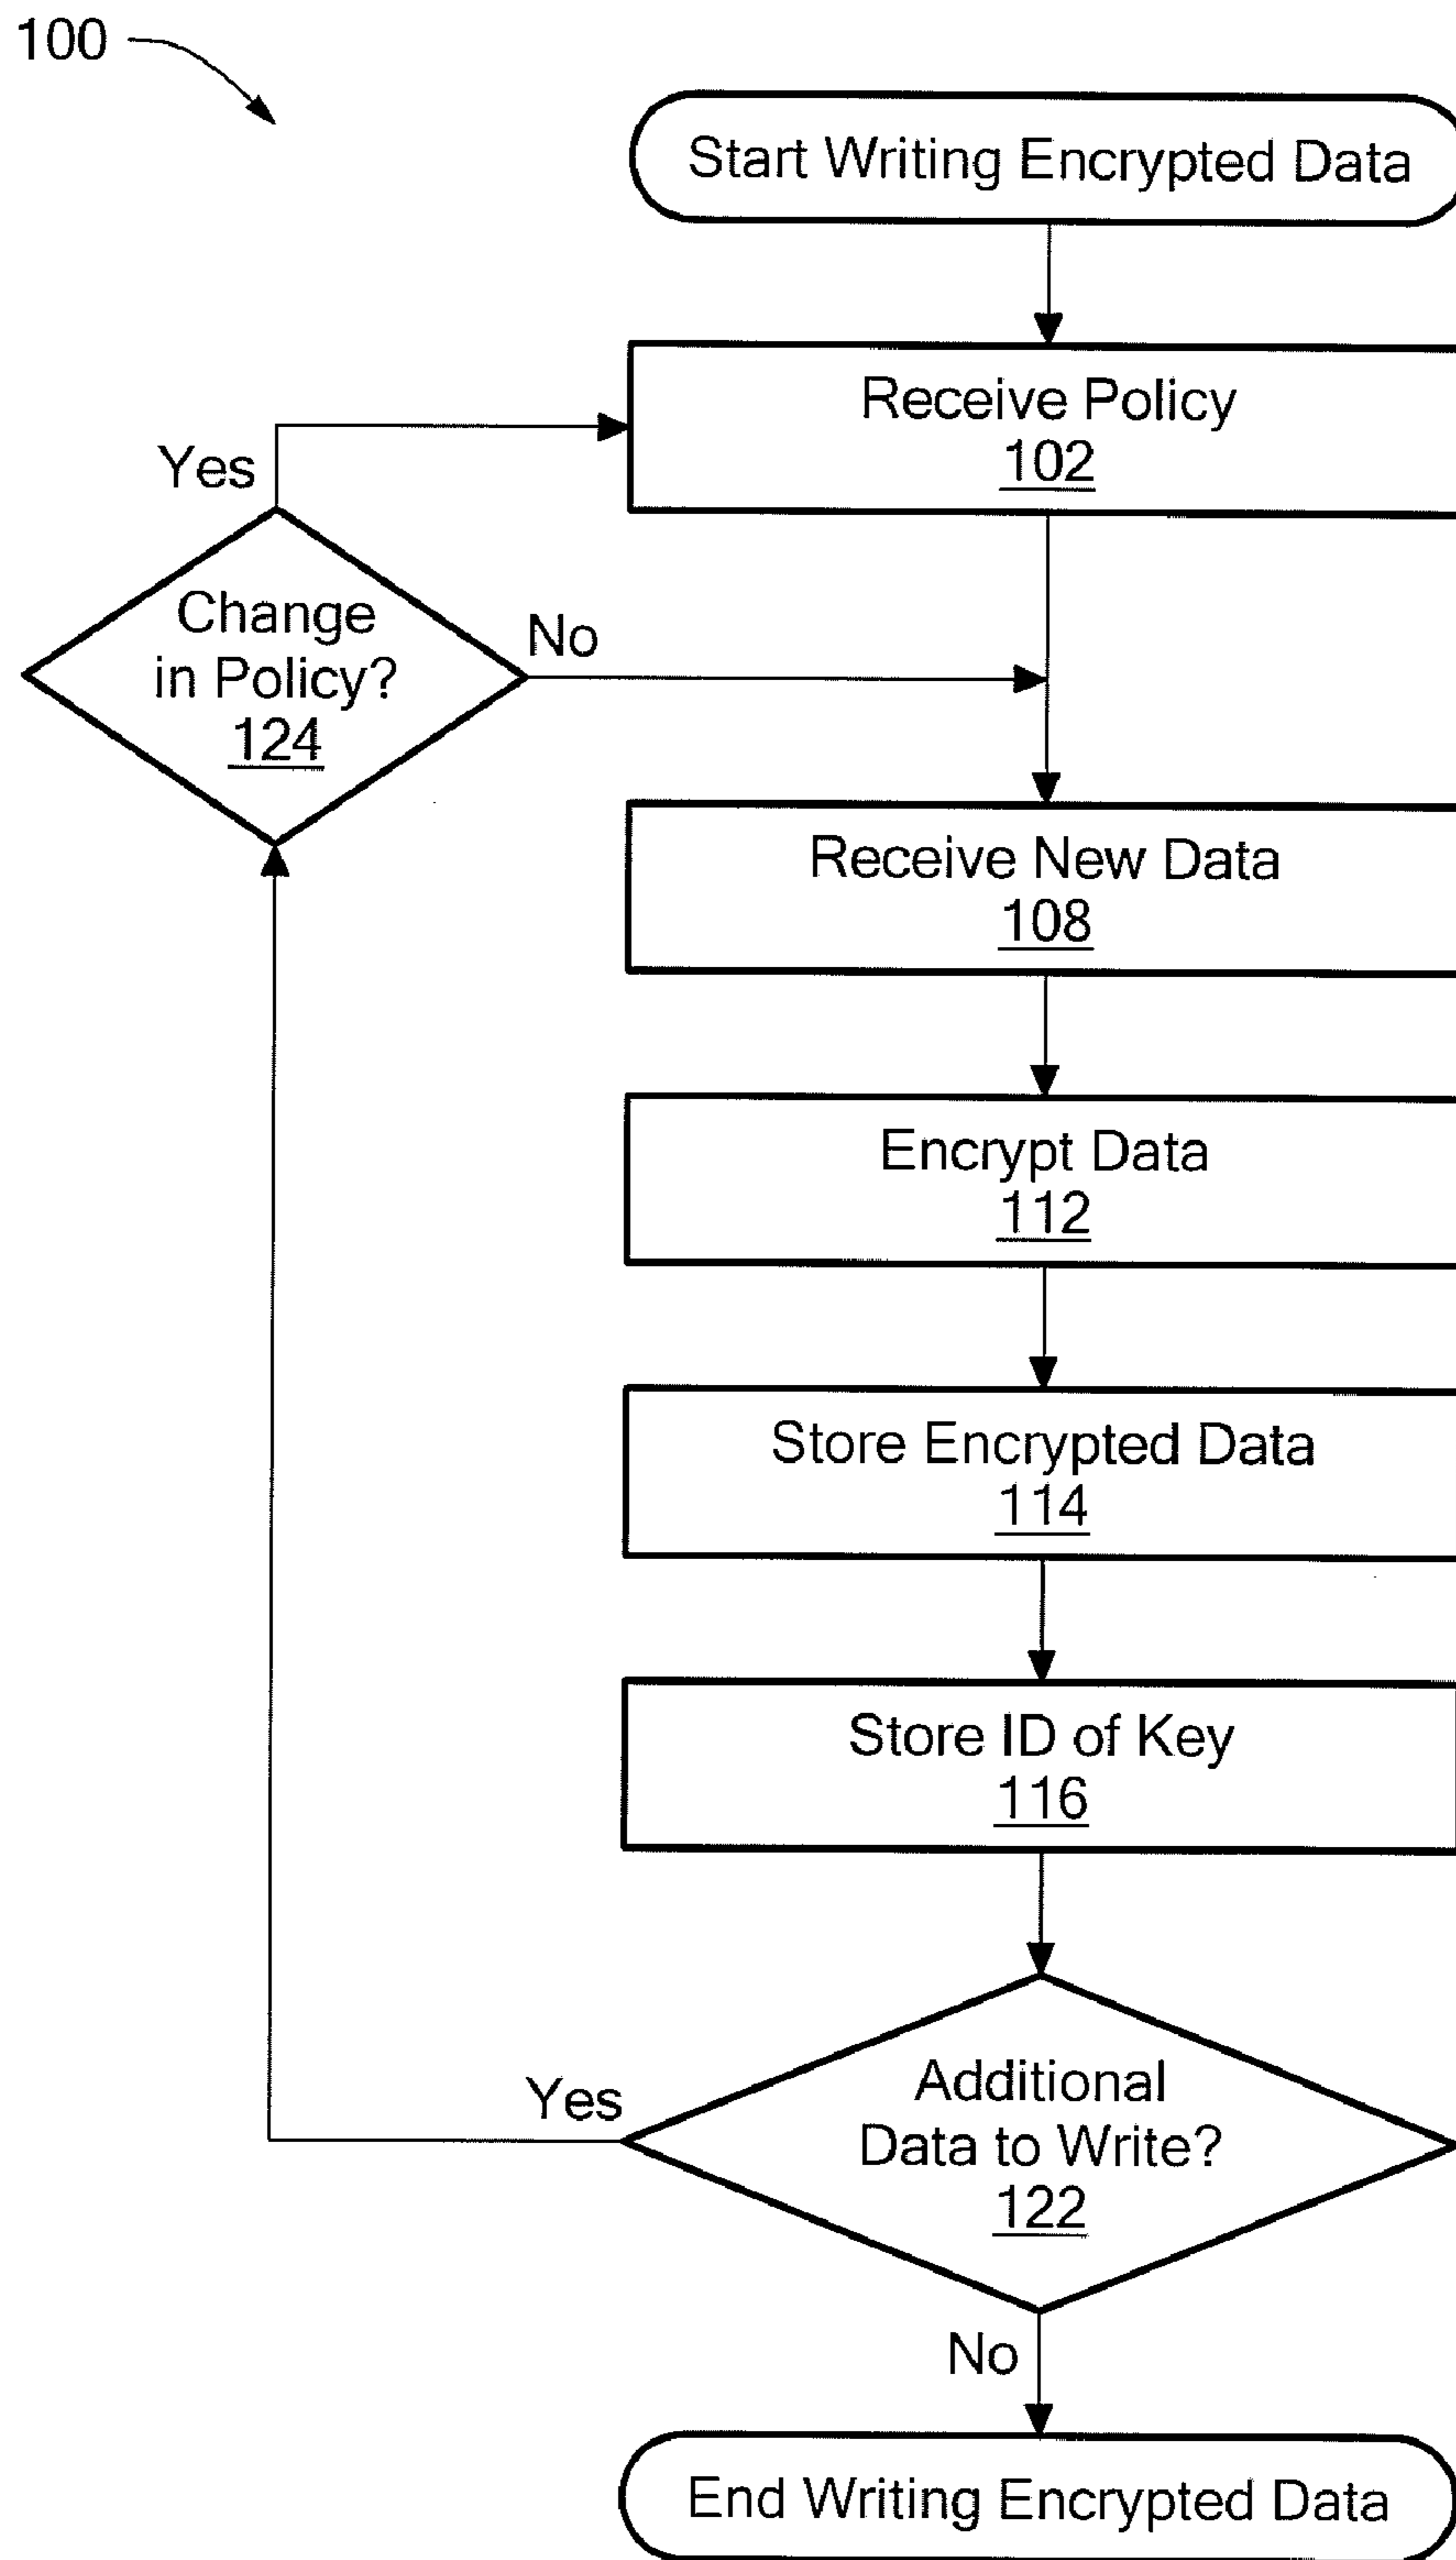 100
Start Writing Encrypted Data
Receive Policy
102
Yes
Change
in Policy?
124
No
Receive New Data
108
Encrypt Data
112
Store Encrypted Data
114
Store ID of Key
116
Additional
Data to Write?
122
Yes
No
End Writing Encrypted Data